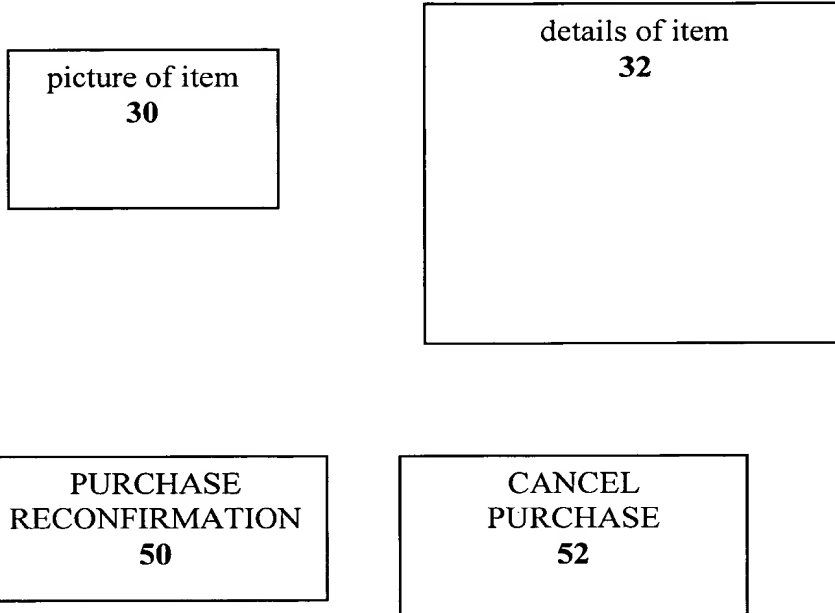 picture of item
30
details of item
32
PURCHASE
RECONFIRMATION
50
CANCEL
PURCHASE
52